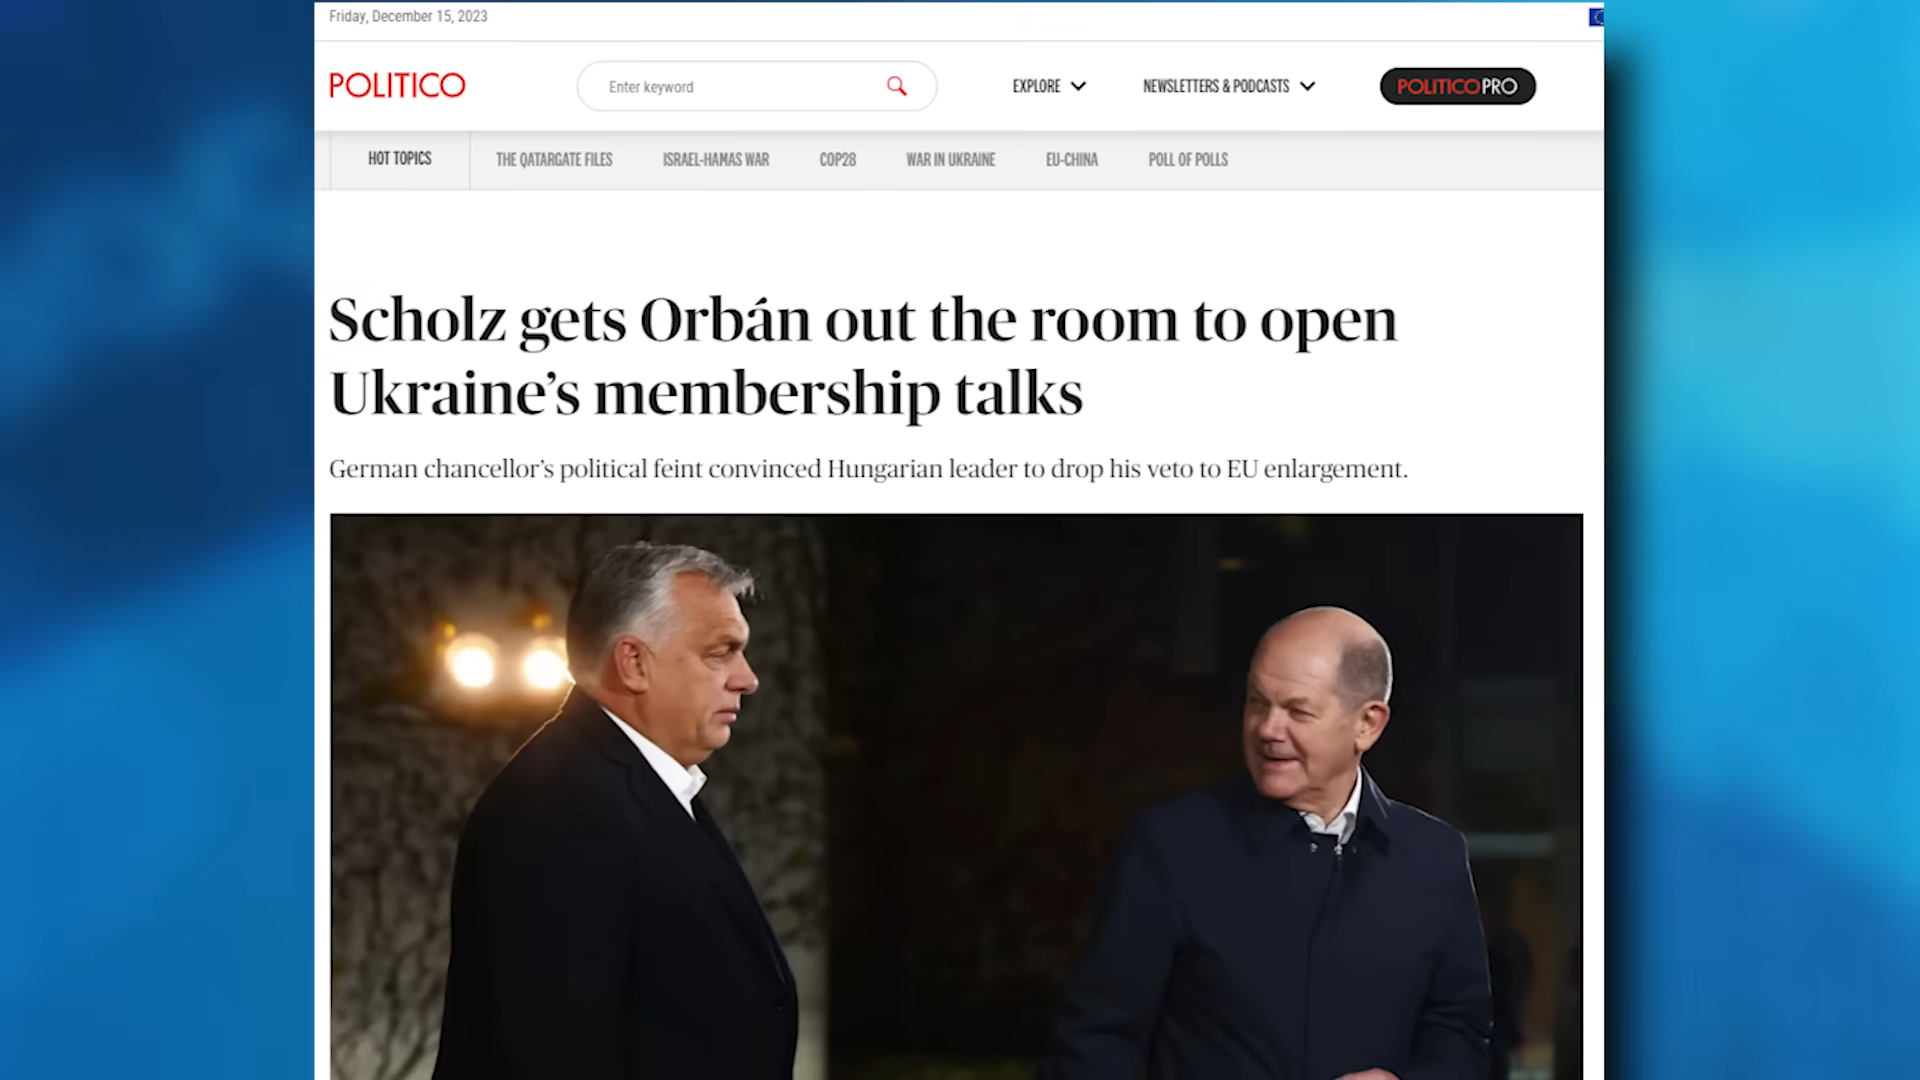 Friday, December 15, 2023
POLITICO
Enter keyword
EXPLORE
NEWSLETTERS & PODCASTS
POLITICOPRO
HOT TOPICS
THE QATARGATE FILES
ISRAEL-HAMAS WAR
COP28
WAR IN UKRAINE
EU-CHINA
POLL OF POLLS
Scholz gets Orbán out the room to open
Ukraine’s membership talks
German chancellor’s political feint convinced Hungarian leader to drop his veto to EU enlargement.